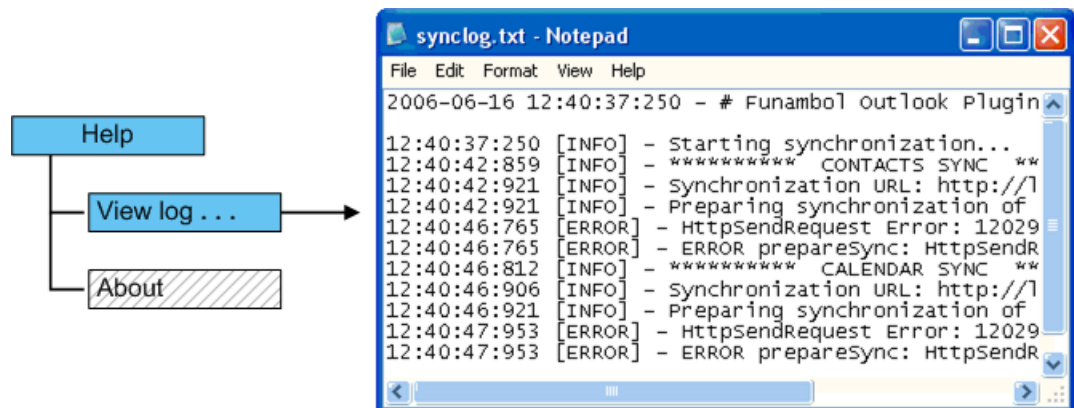 Help
View log . . .
About
synclog.txt - Notepad
File Edit Format View Help
2006-06-16 12:40:37:250 - # Funambol Outlook Plugin
12:40:37:250 [INFO] - Starting synchronization...
12:40:42:859 [INFO] - ********** CONTACTS SYNC **
12:40:42:921 [INFO] - Synchronization URL: http://l
12:40:42:921 [INFO] - Preparing synchronization of
12:40:46:765 [ERROR] - HttpSendRequest Error: 12029
12:40:46:765 [ERROR] - ERROR prepareSync: HttpSendR
12:40:46:812 [INFO] - ********** CALENDAR SYNC **
12:40:46:906 [INFO] - Synchronization URL: http://l
12:40:46:921 [INFO] - Preparing synchronization of
12:40:47:953 [ERROR] - HttpSendRequest Error: 12029
12:40:47:953 [ERROR] - ERROR prepareSync: HttpSendR